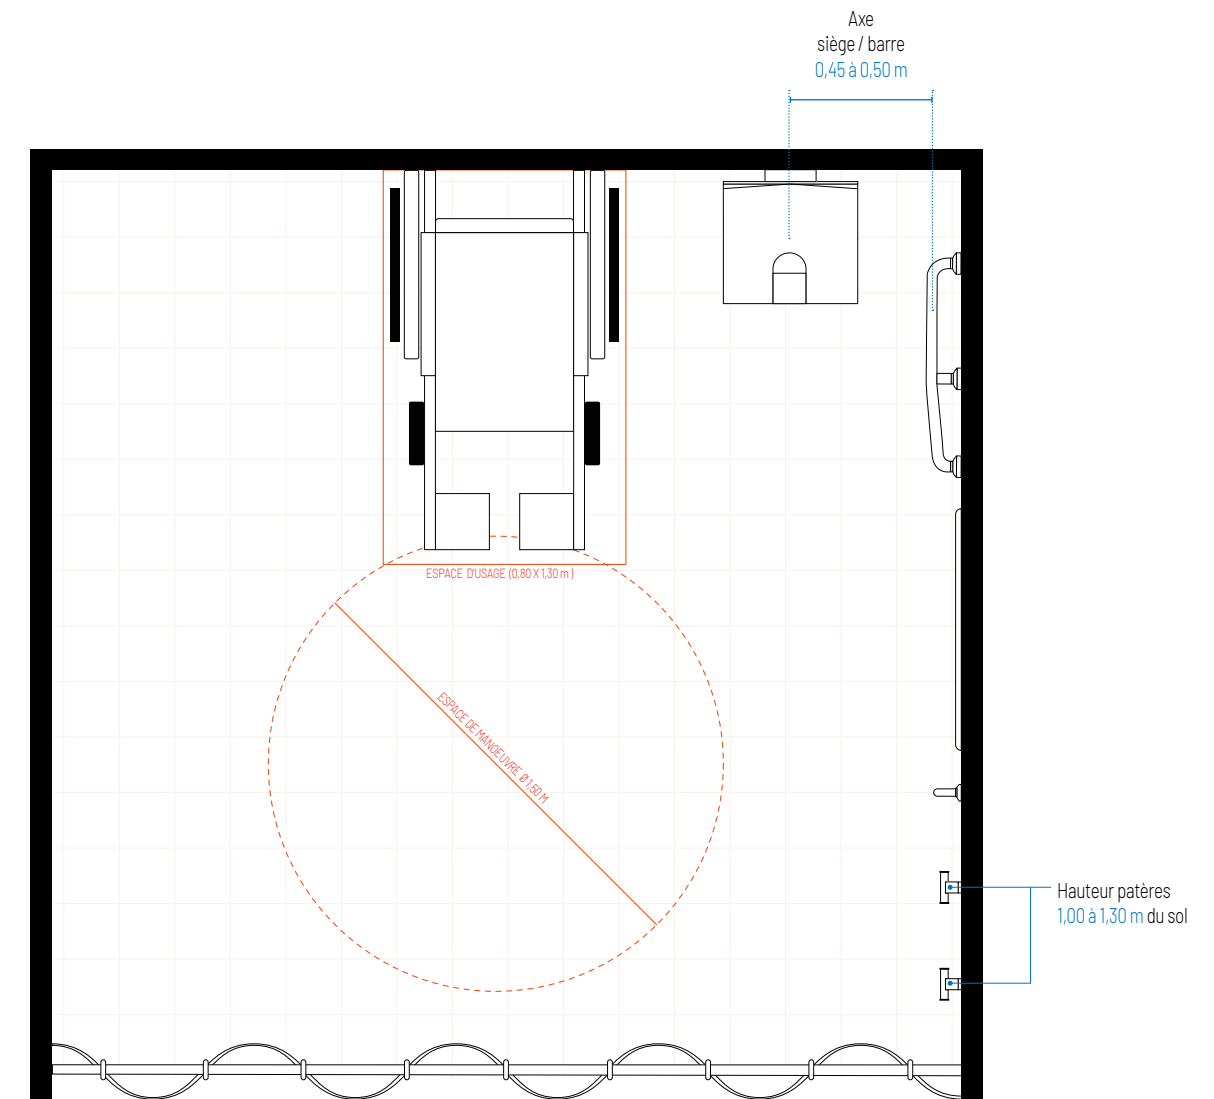 Axe
siège / barre
0,45 à 0,50 m
ESPACE D'USAGE (0,80 X 1,30 m )
ESPACE DE MANOEUVRE Ø 1,50 M
Hauteur patères
1,00 à 1,30 m du sol